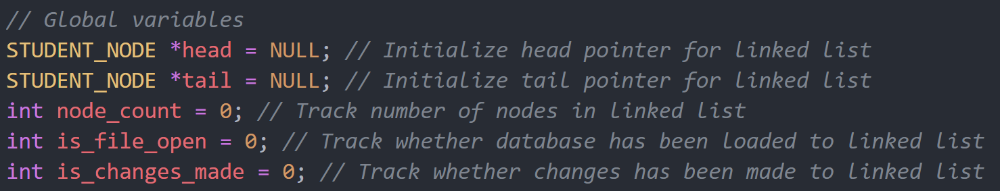 // Global variables
STUDENT_NODE *head = NULL; // Initialize head pointer for linked list
STUDENT_NODE *tail = NULL; // Initialize tail pointer for linked list
int node_count = 0; // Track number of nodes in linked list
int is_file_open = 0; // Track whether database has been loaded to linked list
int is_changes_made = 0; // Track whether changes has been made to linked list